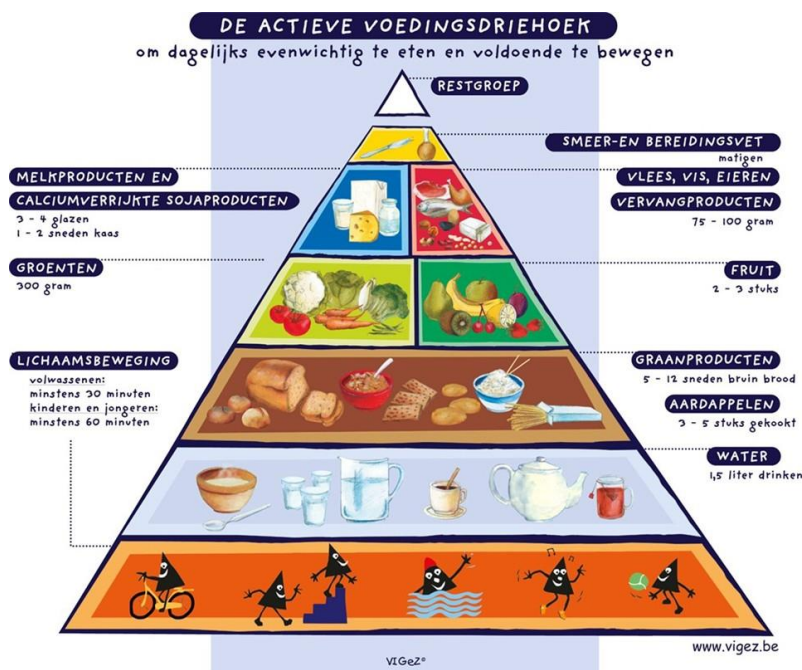 DE ACTIEVE VOEDINGSDRIEHOEK
om dagelijks evenwichtig te eten en voldoende te bewegen
RESTGROEP
SMEER-EN BEREIDINGSVET
matigen
MELKPRODUCTEN EN
CALCIUMVERRIJKTE SOJAPRODUCTEN
3 - 4 glazen
1 - 2 sneden kaas
VLEES, VIS, EIEREN
VERVANGPRODUCTEN
75 - 100 gram
GROENTEN
300 gram
FRUIT
2 - 3 stuks
LICHAAMSBEWEGING
volwassenen:
minstens 30 minuten
kinderen en jongeren:
minstens 60 minuten
GRAANPRODUCTEN
5 - 12 sneden bruin brood
AARDAPPELEN
3 - 5 stuks gekookt
WATER
1,5 liter drinken
www.vigez.be
VIGeZ®